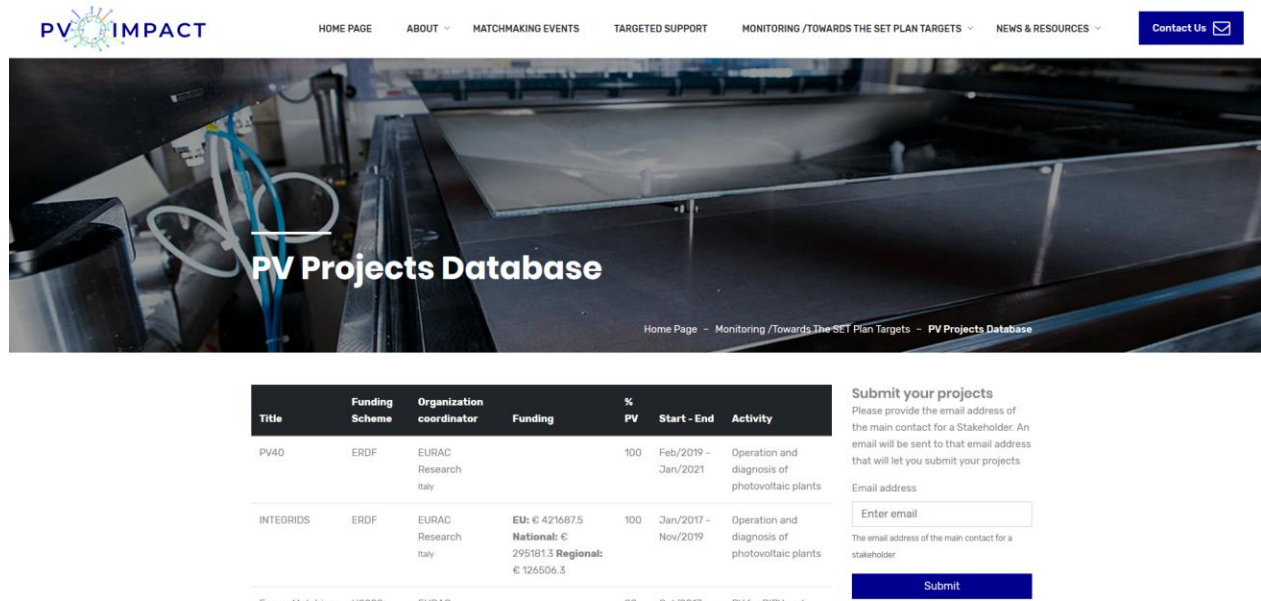 PV IMPACT
HOME PAGE ABOUT MATCHMAKING EVENTS TARGETED SUPPORT MONITORING /TOWARDS THE SET PLAN TARGETS NEWS & RESOURCES Contact Us
PV Projects Database
Home Page ~ Monitoring /Towards The SET Plan Targets ~ PV Projects Database
Title
Funding
Scheme
Organization
coordinator
Funding
%
PV
Start - End
Activity
PV40
ERDF
EURAC
Research
Italy
100
Feb/2019 -
Jan/2021
Operation and
diagnosis of
photovoltaic plants
INTEGRIDS
ERDF
EURAC
Research
Italy
EU: € 421687.5
National: €
295181.3 Regional:
€ 126506.3
100
Jan/2017 -
Nov/2019
Operation and
diagnosis of
photovoltaic plants
Submit your projects
Please provide the email address of
the main contact for a Stakeholder. An
email will be sent to that email address
that will let you submit your projects
Email address
Enter email
The email address of the main contact for a
stakeholder
Submit